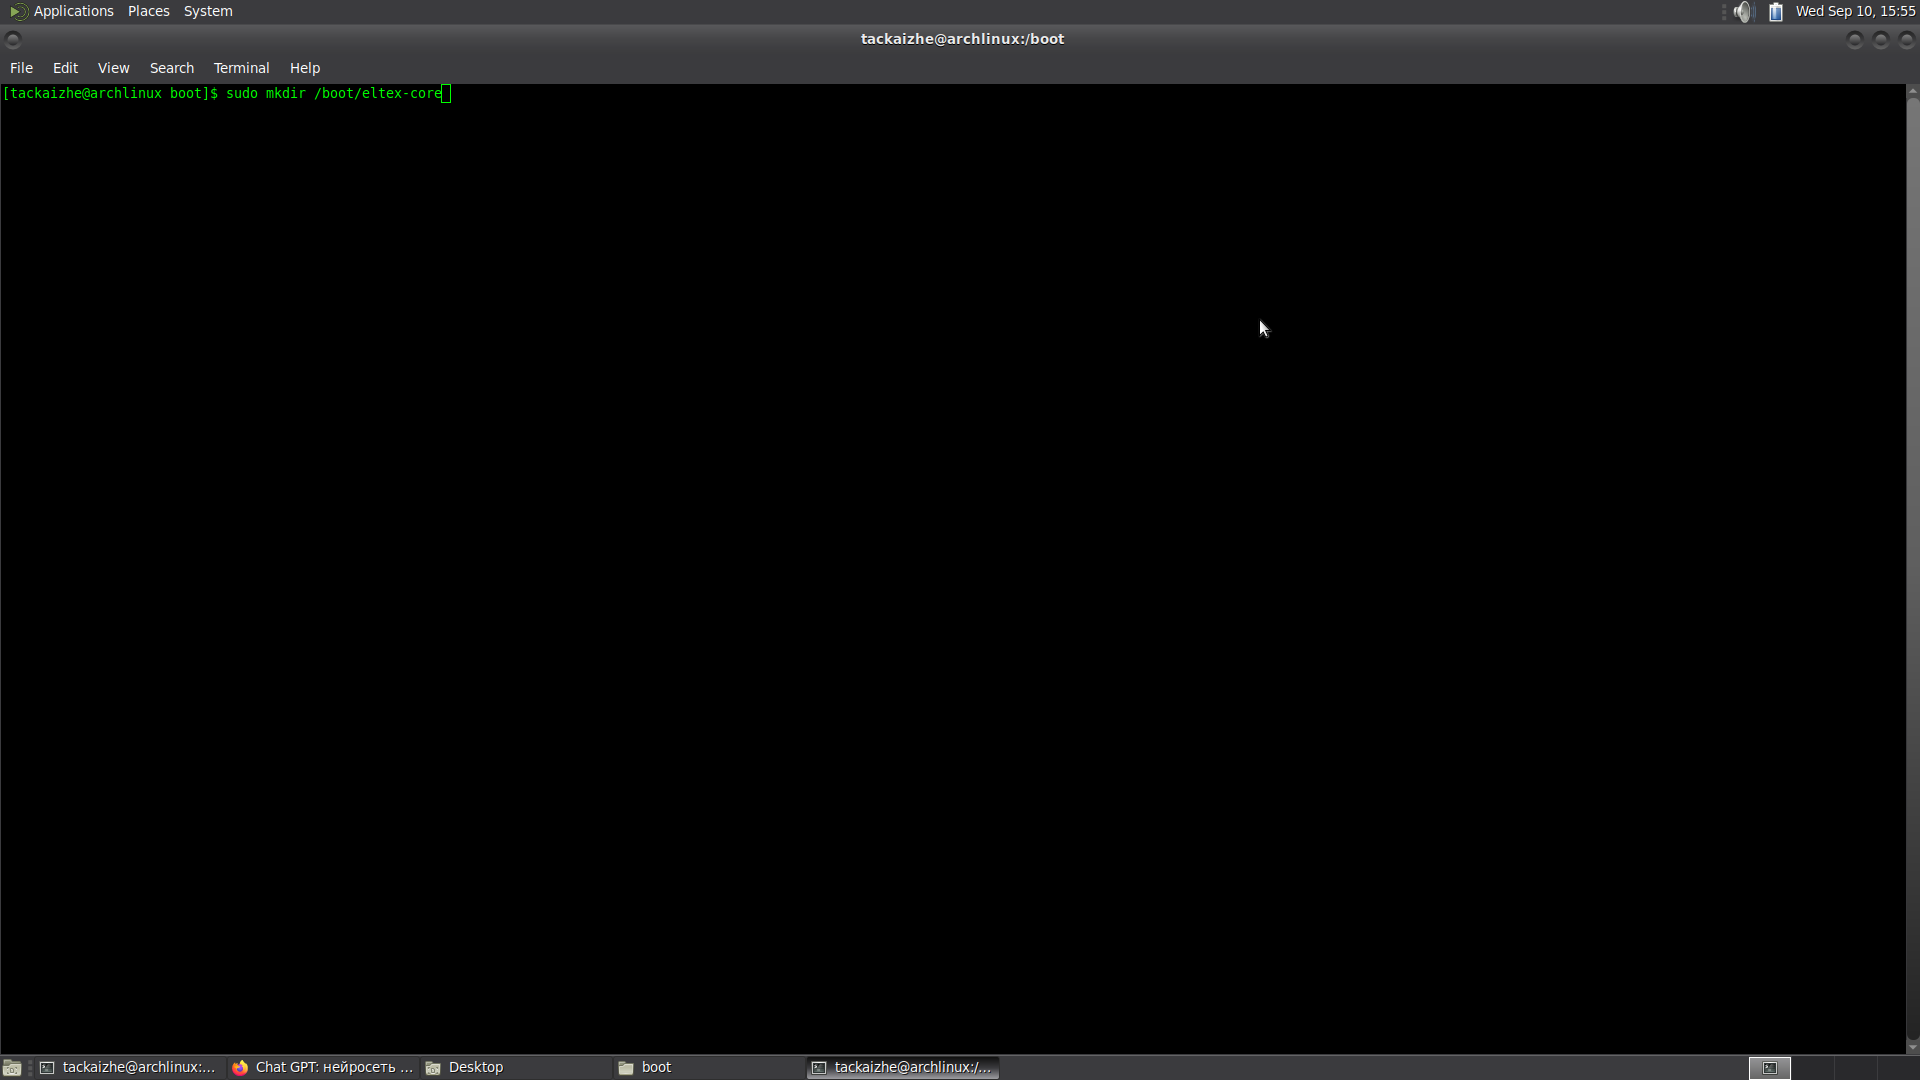 Applications Places System Wed Sep 10, 15:55
tackaizhe@archlinux:/boot
File Edit View Search Terminal Help
[tackaizhe@archlinux boot]$ sudo mkdir /boot/eltex-core
tackaizhe@archlinux:... Chat GPT: нейросеть ... Desktop boot tackaizhe@archlinux:/...